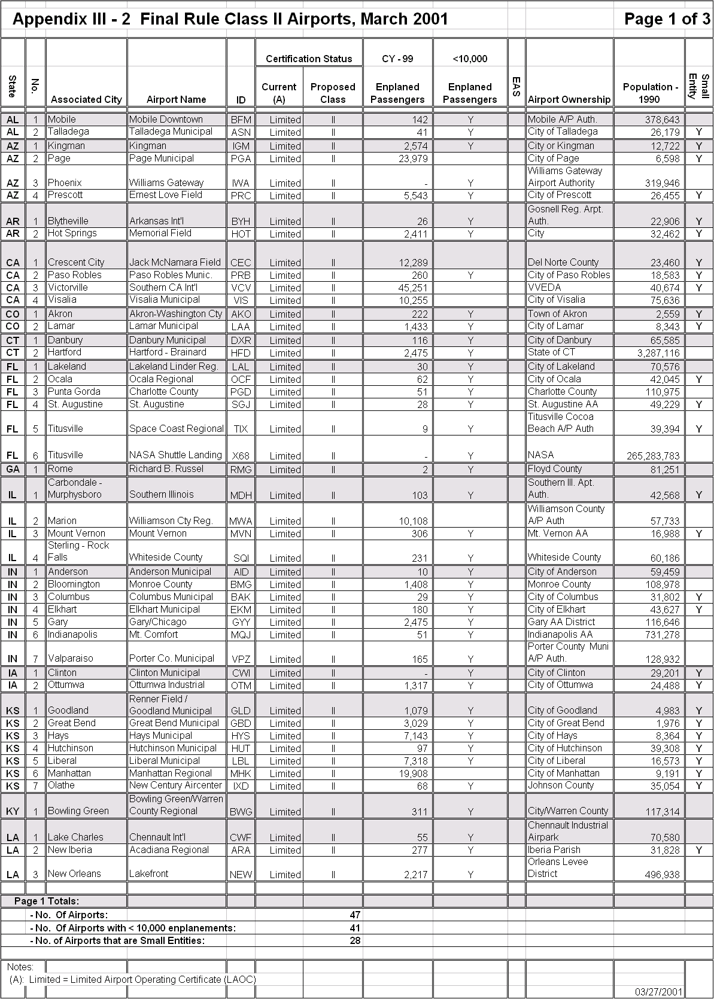 Appendix III - 2 Final Rule Class II Airports, March 2001 Page 1 of 3
Certification Status CY - 99 <10,000
State No. Associated City Airport Name ID Current (A) Proposed Class Enplaned Passengers Enplaned Passengers EAS Airport Ownership Population - 1990 Small Entity
AL 1 Mobile Mobile Downtown BFM Limited II 142 Y Mobile A/P Auth. 378,643
AL 2 Talladega Talladega Municipal ASN Limited II 41 Y City of Talladega 26,179 Y
AZ 1 Kingman Kingman IGM Limited II 2,574 Y City or Kingman 12,722 Y
AZ 2 Page Page Municipal PGA Limited II 23,979 City of Page 6,598 Y
AZ 3 Phoenix Williams Gateway IWA Limited II - Y Williams Gateway Airport Authority 319,946
AZ 4 Prescott Ernest Love Field PRC Limited II 5,543 Y City of Prescott 26,455 Y
AR 1 Blytheville Arkansas Int'l BYH Limited II 26 Y Gosnell Reg. Arpt. Auth. 22,906 Y
AR 2 Hot Springs Memorial Field HOT Limited II 2,411 Y City 32,462 Y
CA 1 Crescent City Jack McNamara Field CEC Limited II 12,289 Del Norte County 23,460 Y
CA 2 Paso Robles Paso Robles Munic. PRB Limited II 260 Y City of Paso Robles 18,583 Y
CA 3 Victorville Southern CA Int'l VCV Limited II 45,251 VVEDA 40,674 Y
CA 4 Visalia Visalia Municipal VIS Limited II 10,255 City of Visalia 75,636
CO 1 Akron Akron-Washington Cty AKO Limited II 222 Y Town of Akron 2,559 Y
CO 2 Lamar Lamar Municipal LAA Limited II 1,433 Y City of Lamar 8,343 Y
CT 1 Danbury Danbury Municipal DXR Limited II 116 Y City of Danbury 65,585
CT 2 Hartford Hartford - Brainard HFD Limited II 2,475 Y State of CT 3,287,116
FL 1 Lakeland Lakeland Linder Reg. LAL Limited II 30 Y City of Lakeland 70,576
FL 2 Ocala Ocala Regional OCF Limited II 62 Y City of Ocala 42,045 Y
FL 3 Punta Gorda Charlotte County PGD Limited II 51 Y Charlotte County 110,975
FL 4 St. Augustine St. Augustine SGJ Limited II 28 Y St. Augustine AA 49,229 Y
FL 5 Titusville Space Coast Regional TIX Limited II 9 Y Titusville Cocoa Beach A/P Auth 39,394 Y
FL 6 Titusville NASA Shuttle Landing X68 Limited II - Y NASA 265,283,783
GA 1 Rome Richard B. Russel RMG Limited II 2 Y Floyd County 81,251
IL 1 Carbondale - Murphysboro Southern Illinois MDH Limited II 103 Y Southern Ill. Apt. Auth. 42,568 Y
IL 2 Marion Williamson Cty Reg. MWA Limited II 10,108 Williamson County A/P Auth 57,733
IL 3 Mount Vernon Mount Vernon MVN Limited II 306 Y Mt. Vernon AA 16,988 Y
IL 4 Sterling - Rock Falls Whiteside County SQI Limited II 231 Y Whiteside County 60,186
IN 1 Anderson Anderson Municipal AID Limited II 10 Y City of Anderson 59,459
IN 2 Bloomington Monroe County BMG Limited II 1,408 Y Monroe County 108,978
IN 3 Columbus Columbus Municipal BAK Limited II 29 Y City of Columbus 31,802 Y
IN 4 Elkhart Elkhart Municipal EKM Limited II 180 Y City of Elkhart 43,627 Y
IN 5 Gary Gary/Chicago GYY Limited II 2,475 Y Gary AA District 116,646
IN 6 Indianapolis Mt. Comfort MQJ Limited II 51 Y Indianapolis AA 731,278
IN 7 Valparaiso Porter Co. Municipal VPZ Limited II 165 Y Porter County Muni A/P Auth. 128,932
IA 1 Clinton Clinton Municipal CWI Limited II - Y City of Clinton 29,201 Y
IA 2 Ottumwa Ottumwa Industrial OTM Limited II 1,317 Y City of Ottumwa 24,488 Y
KS 1 Goodland Renner Field / Goodland Municipal GLD Limited II 1,079 Y City of Goodland 4,983 Y
KS 2 Great Bend Great Bend Municipal GBD Limited II 3,029 Y City of Great Bend 1,976 Y
KS 3 Hays Hays Municipal HYS Limited II 7,143 Y City of Hays 8,364 Y
KS 4 Hutchinson Hutchinson Municipal HUT Limited II 97 Y City of Hutchinson 39,308 Y
KS 5 Liberal Liberal Municipal LBL Limited II 7,318 Y City of Liberal 16,573 Y
KS 6 Manhattan Manhattan Regional MHK Limited II 19,908 City of Manhattan 9,191 Y
KS 7 Olathe New Century Aircenter IXD Limited II 68 Y Johnson County 35,054 Y
KY 1 Bowling Green Bowling Green/Warren County Regional BWG Limited II 311 Y City/Warren County 117,314
LA 1 Lake Charles Chennault Int'l CWF Limited II 55 Y Chennault Industrial Airpark 70,580
LA 2 New Iberia Acadiana Regional ARA Limited II 277 Y Iberia Parish 31,828 Y
LA 3 New Orleans Lakefront NEW Limited II 2,217 Y Orleans Levee District 496,938
Page 1 Totals:
- No. Of Airports: 47
- No. Of Airports with < 10,000 enplanements: 41
- No. of Airports that are Small Entities: 28
Notes:
(A): Limited = Limited Airport Operating Certificate (LAOC)
03/27/2001